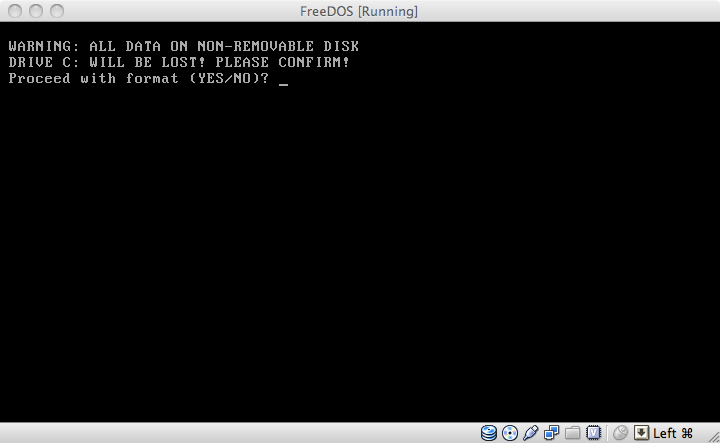 FreeDOS [Running]
WARNING: ALL DATA ON NON-REMOVABLE DISK
DRIVE C: WILL BE LOST! PLEASE CONFIRM!
Proceed with format (YES/NO)? _
Left ⌘